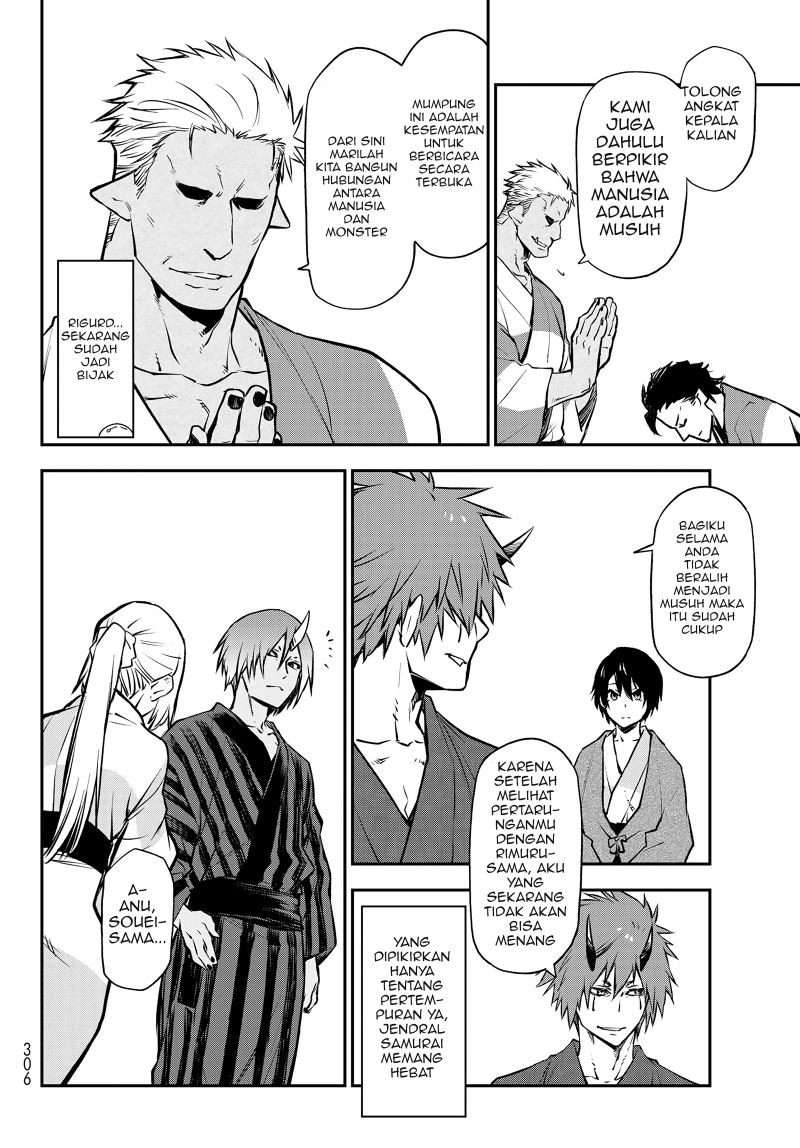 TOLONG
ANGKAT
KEPALA
KALIAN
KAMI
JUGA
DAHULU
BERPIKIR
BAHWA
MANUSIA
ADALAH
MUSUH
MUMPUNG
INI ADALAH
KESEMPATAN
UNTUK
BERBICARA
SECARA
TERBUKA
DARI SINI
MARILAH
KITA BANGUN
HUBUNGAN
ANTARA
MANUSIA
DAN
MONSTER
RIGURD...
SEKARANG
SUDAH
JADI
BIJAK
BAGIKU
SELAMA
ANDA
TIDAK
BERALIH
MENJADI
MUSUH MAKA
ITU SUDAH
CUKUP
KARENA
SETELAH
MELIHAT
PERTARU-
NGANMU
DENGAN
RIMURU-
SAMA, AKU
YANG
SEKARANG
TIDAK AKAN
BISA
MENANG
YANG
DIPIKIRKAN
HANYA
TENTANG
PERTEM-
PURAN YA,
JENDRAL
SAMURAI
MEMANG
HEBAT
A-
ANU,
SOUEI-
SAMA...
306